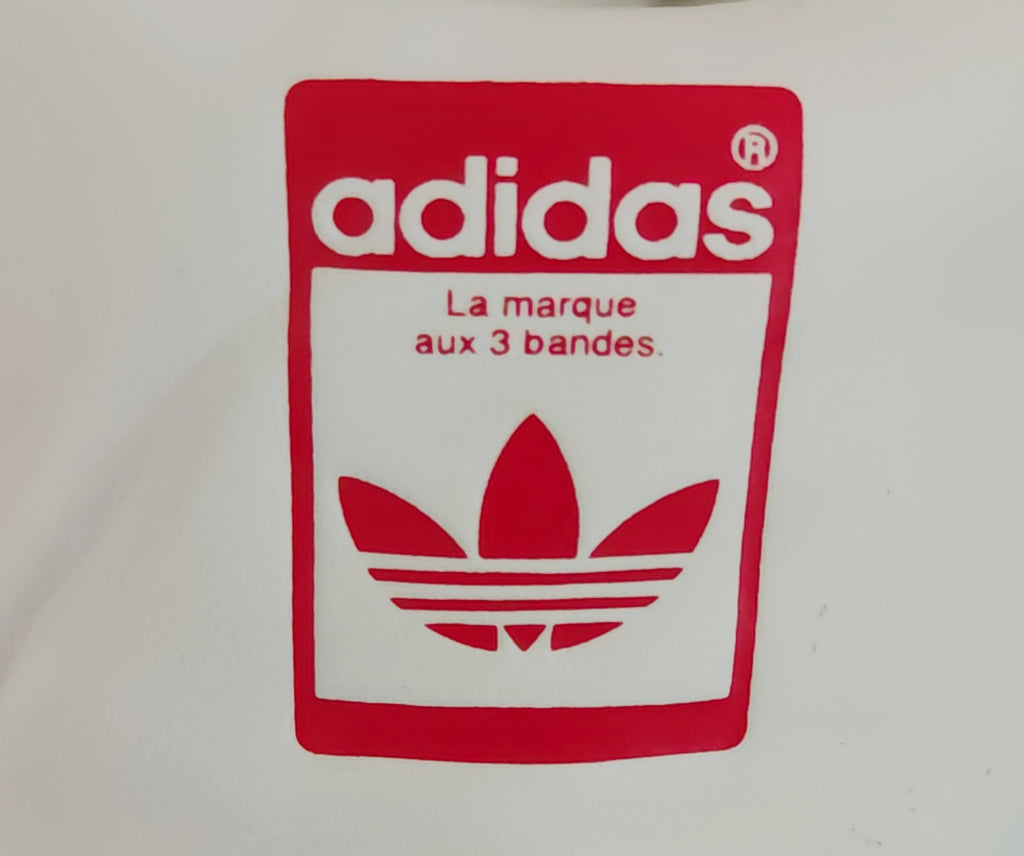 adidas®
La marque
aux 3 bandes.